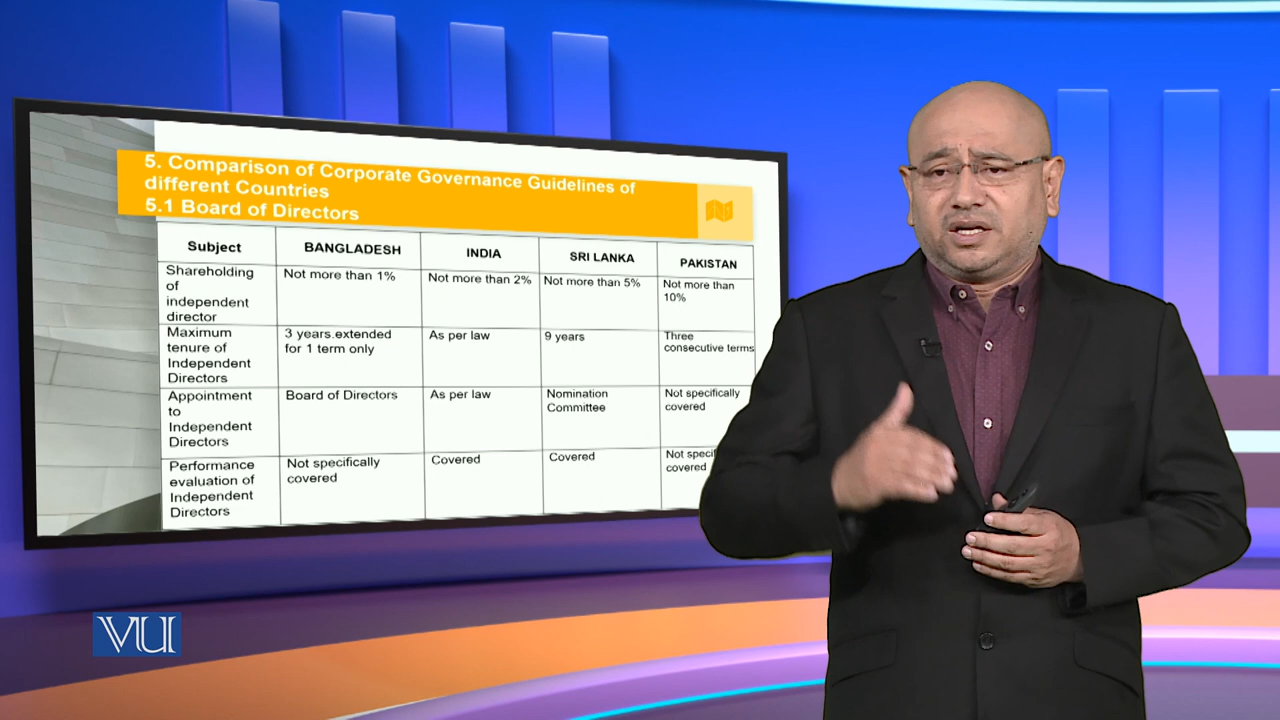 5. Comparison of Corporate Governance Guidelines of
different Countries
5.1 Board of Directors
Subject BANGLADESH INDIA SRI LANKA PAKISTAN
Shareholding
of
independent
director
Not more than 1%
Not more than 2%
Not more than 5%
Not more than
10%
Maximum
tenure of
Independent
Directors
3 years.extended
for 1 term only
As per law
9 years
Three
consecutive terms
Appointment
to
Independent
Directors
Board of Directors
As per law
Nomination
Committee
Not specifically
covered
Performance
evaluation of
Independent
Directors
Not specifically
covered
Covered
Covered
Not
covered
VU